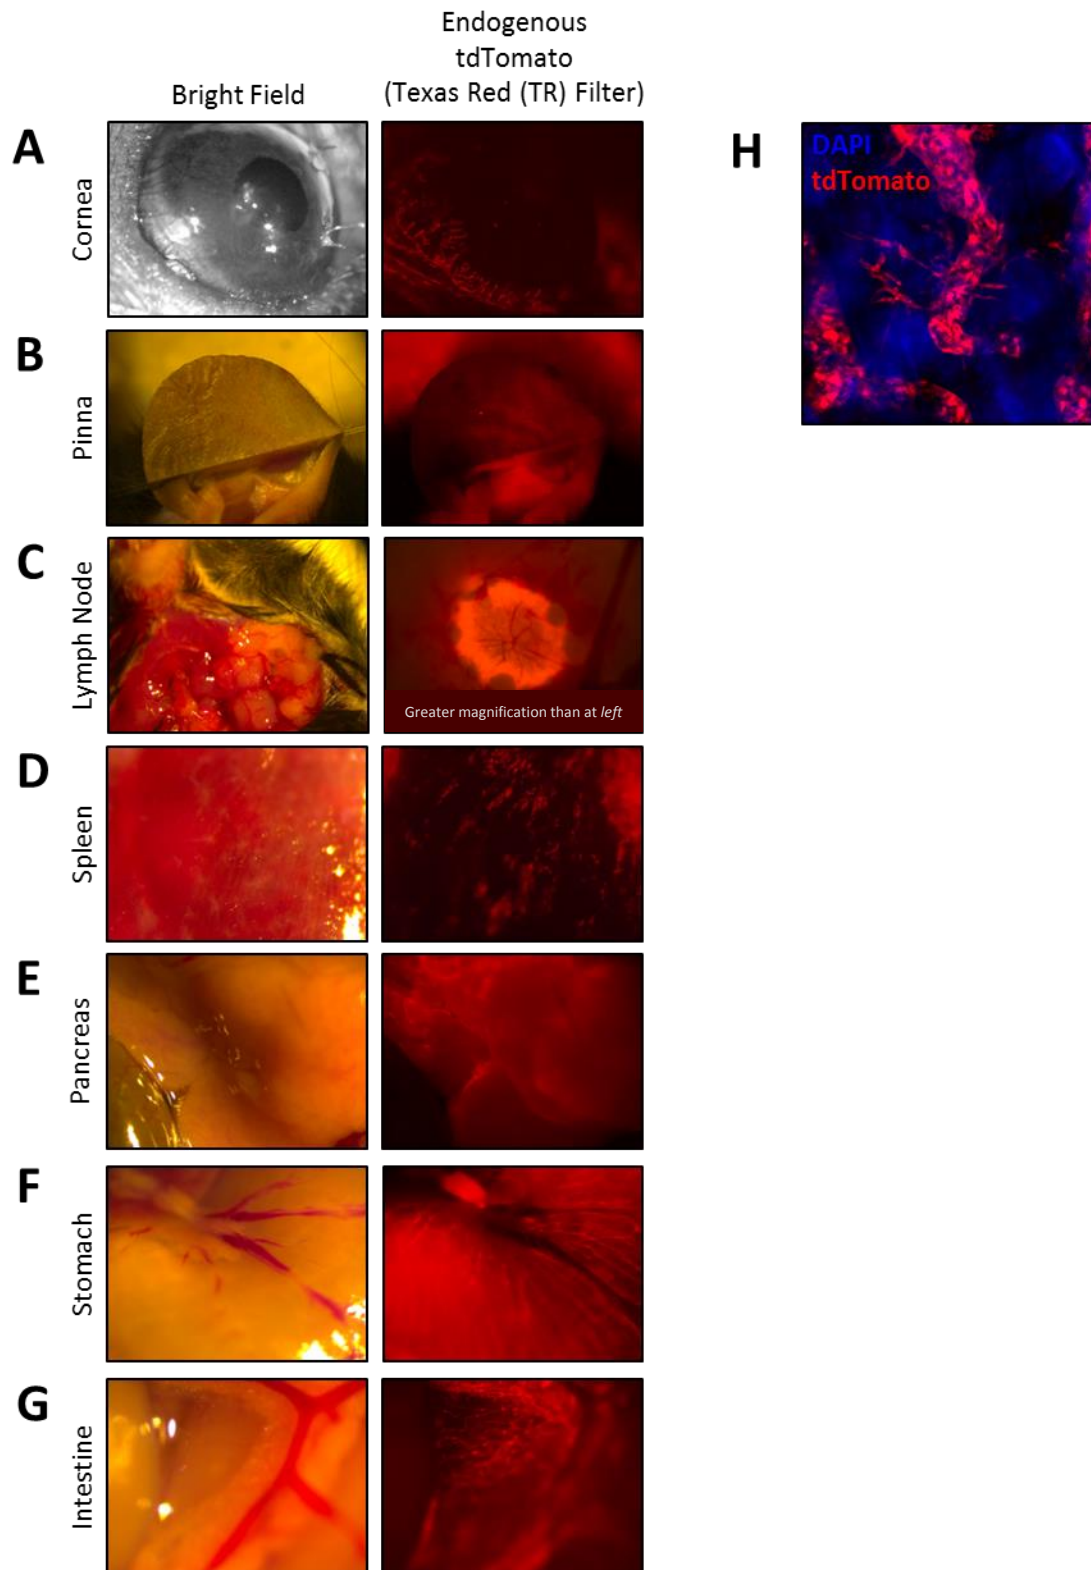 Endogenous
tdTomato
(Texas Red (TR) Filter)
Bright Field
A
Cornea
B
Pinna
C
Lymph Node
Greater magnification than at left
D
Spleen
E
Pancreas
F
Stomach
G
Intestine
H
DAPI
tdTomato